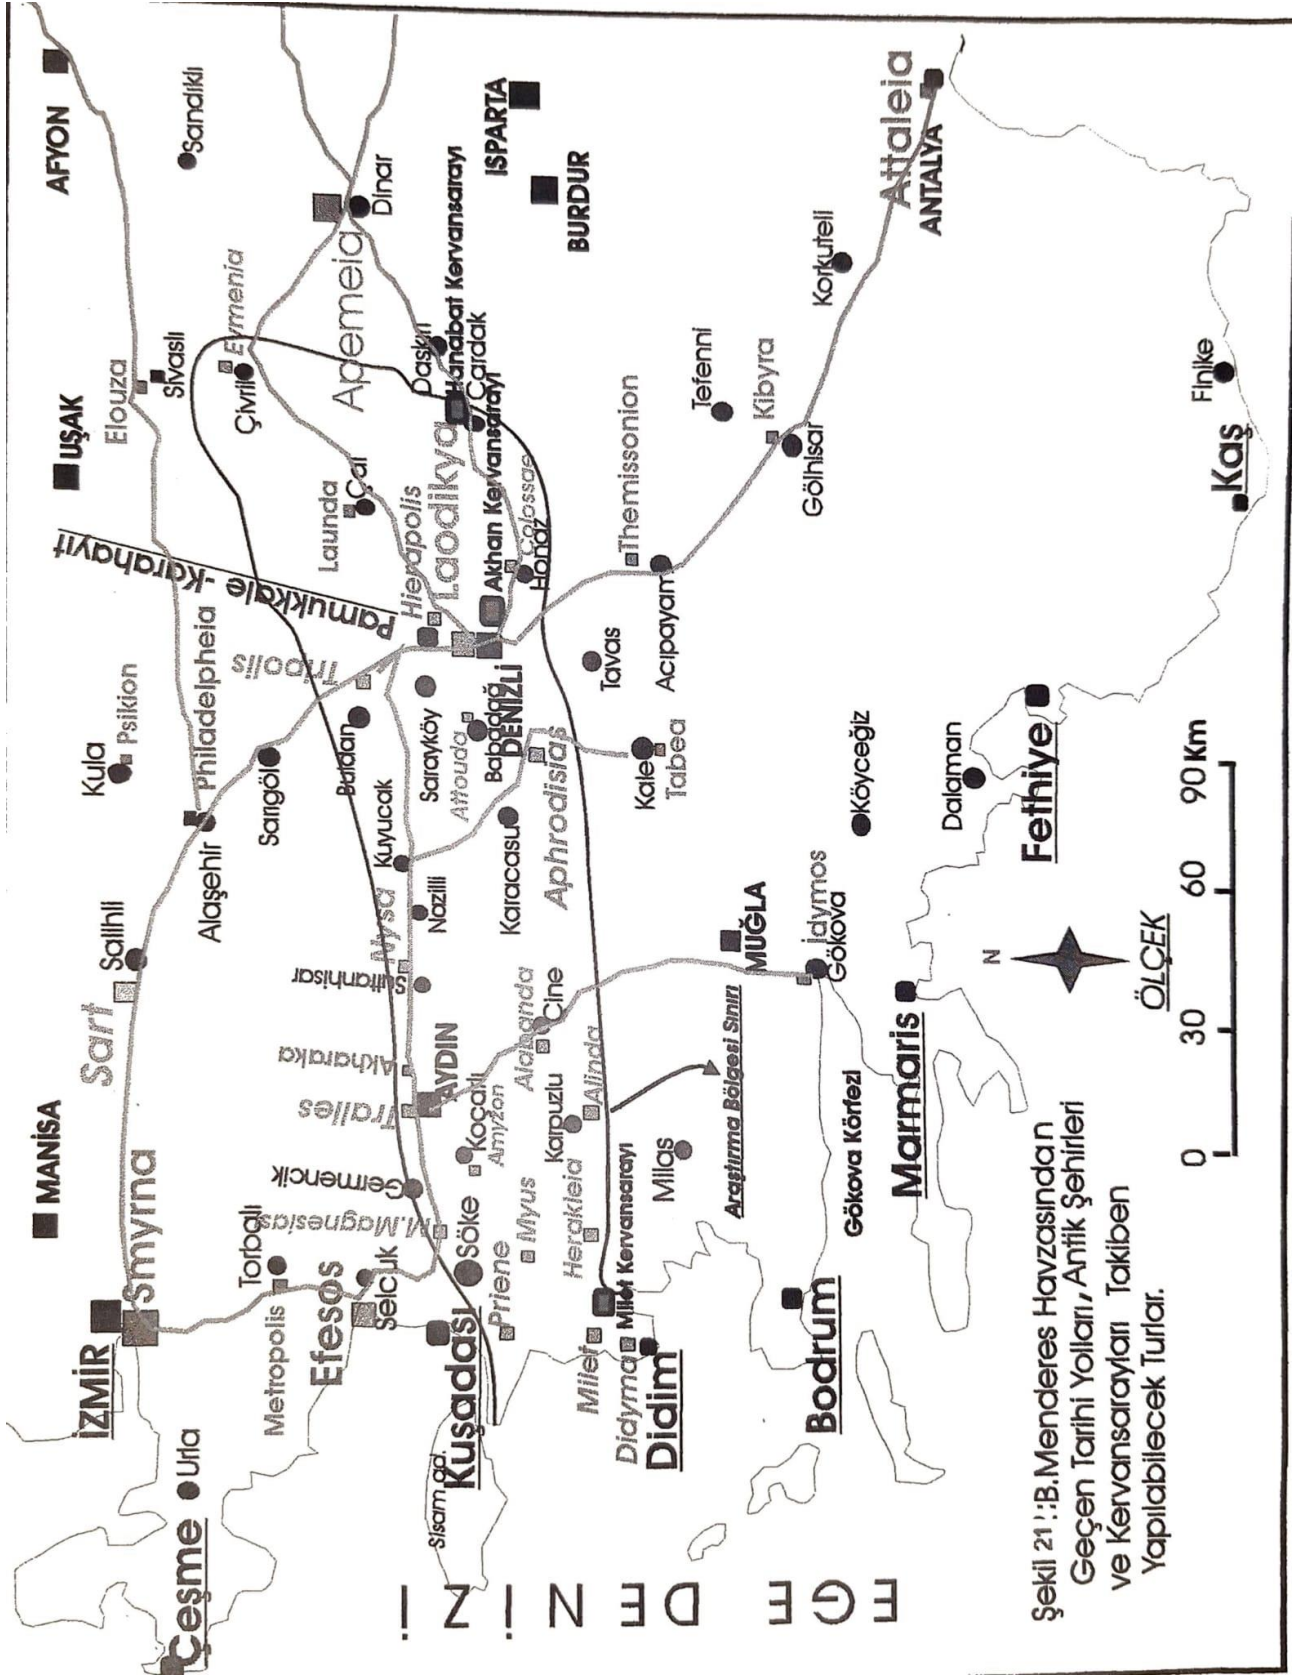 AFYON
Sandıklı
UŞAK
Elouza
Sivaslı
Eymenia
Çivril
Apemeia
Dinar
ISPARTA
BURDUR
Hanabat Kervansarayı
Çardak
Launda
Çal
Pamukkale - Karahayıt
Hierapolis
Laodikya
Akhan Kervansarayı
Colossae
Honaz
DENİZLİ
Themissonion
Acıpayam
Tefenni
Kibyra
Gölhisar
Korkuteli
Attaleia
ANTALYA
Finike
Kaş
Kula
Psikion
Philadelpheia
Alaşehir
Sarıgöl
Tripolis
Buldan
Sarayköy
Attouda
Babadağ
Tavas
Kale
Tabea
Kuyucak
Karacasu
Aphrodisias
Nazilli
Nysa
Sultanhisar
Salihli
Sart
MANİSA
İZMİR
Smyrna
Akharaka
Tralles
AYDIN
Alabanda
Çine
Koçarlı
Amyzon
Karpuzlu
Alinda
Germencik
M.Magnesias
Torbalı
Metropolis
Efesos
Selçuk
Söke
Kuşadası
Priene
Myus
Herakleia
Milet
Milet Kervansarayı
Didyma
Didim
Milas
Araştırma Bölgesi Sınırı
MUĞLA
İdymos
Gökova
Köyceğiz
Dalaman
Fethiye
Marmaris
Gökova Körfezi
Bodrum
Urla
Çeşme
Sisam ad.
EGE DENİZİ
N
0 30 60 90 Km
ÖLÇEK
Şekil 21 :B.Menderes Havzasından
Geçen Tarihi Yolları, Antik Şehirleri
ve Kervansarayları Takiben
Yapılabilecek Turlar.